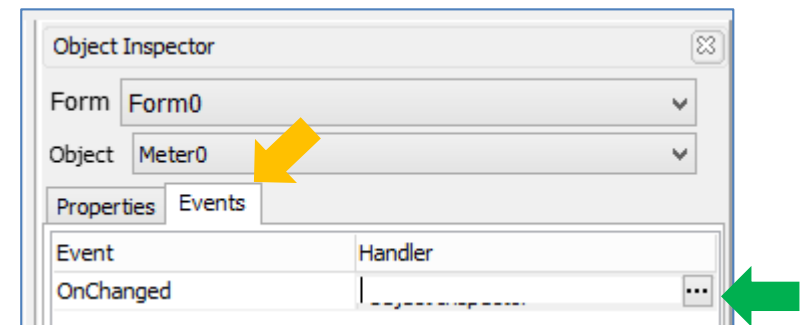 Object Inspector
Form Form0
Object Meter0
Properties Events
Event Handler
OnChanged ...